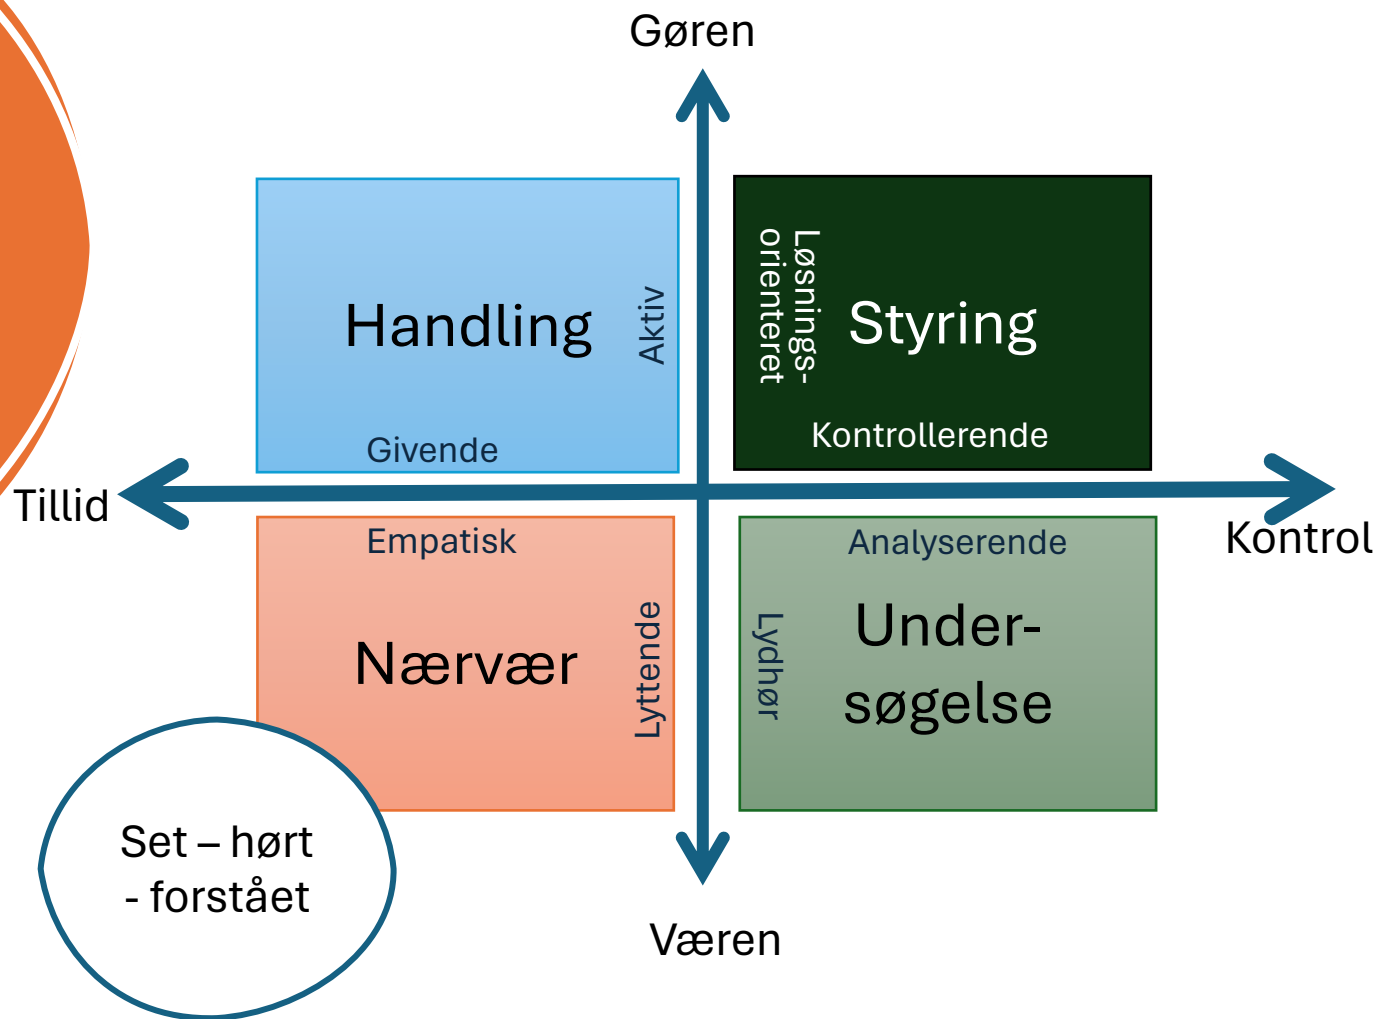 Gøren
Handling
Aktiv
Givende
Løsnings-
orienteret
Styring
Kontrollerende
Tillid
Kontrol
Empatisk
Nærvær
Lyttende
Analyserende
Lydhør
Under-
søgelse
Set – hørt
- forstået
Væren